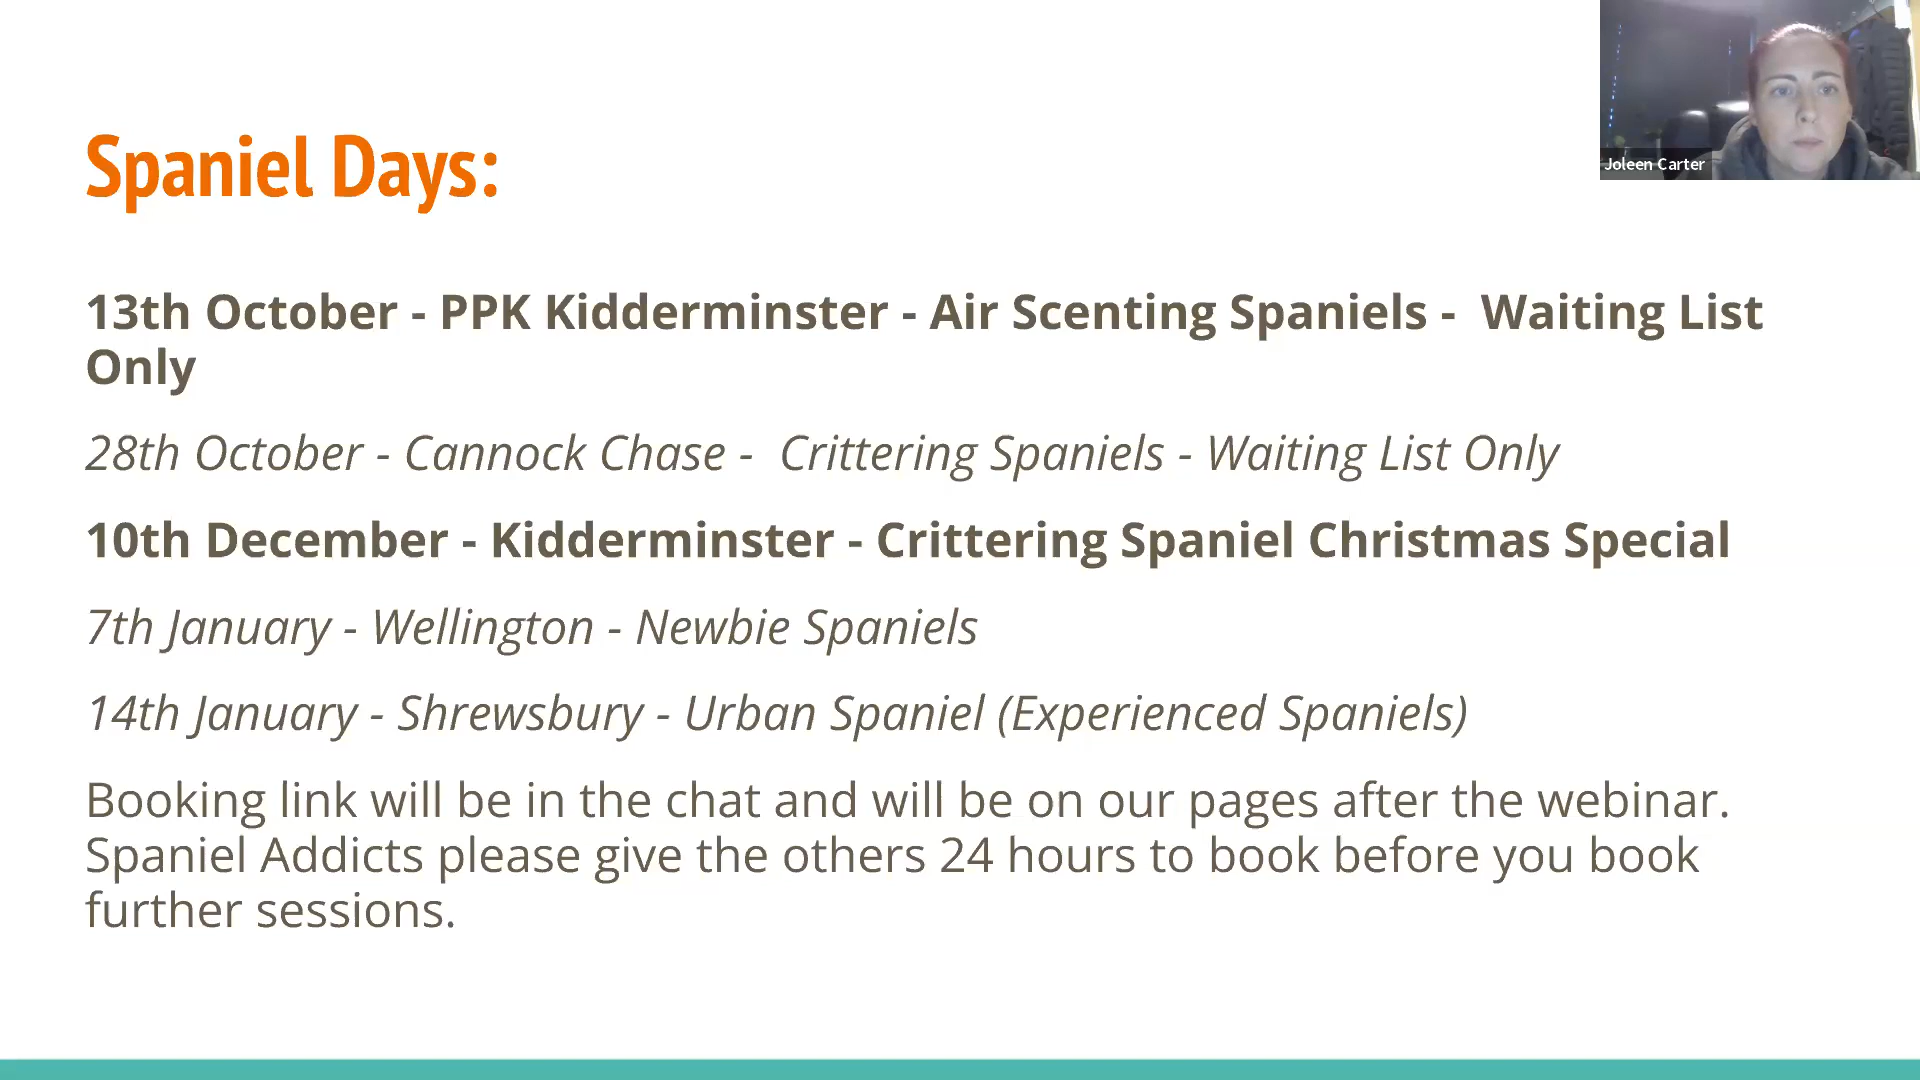 Joleen Carter
Spaniel Days:
13th October - PPK Kidderminster - Air Scenting Spaniels -  Waiting List
Only
28th October - Cannock Chase -  Crittering Spaniels - Waiting List Only
10th December - Kidderminster - Crittering Spaniel Christmas Special
7th January - Wellington - Newbie Spaniels
14th January - Shrewsbury - Urban Spaniel (Experienced Spaniels)
Booking link will be in the chat and will be on our pages after the webinar.
Spaniel Addicts please give the others 24 hours to book before you book
further sessions.